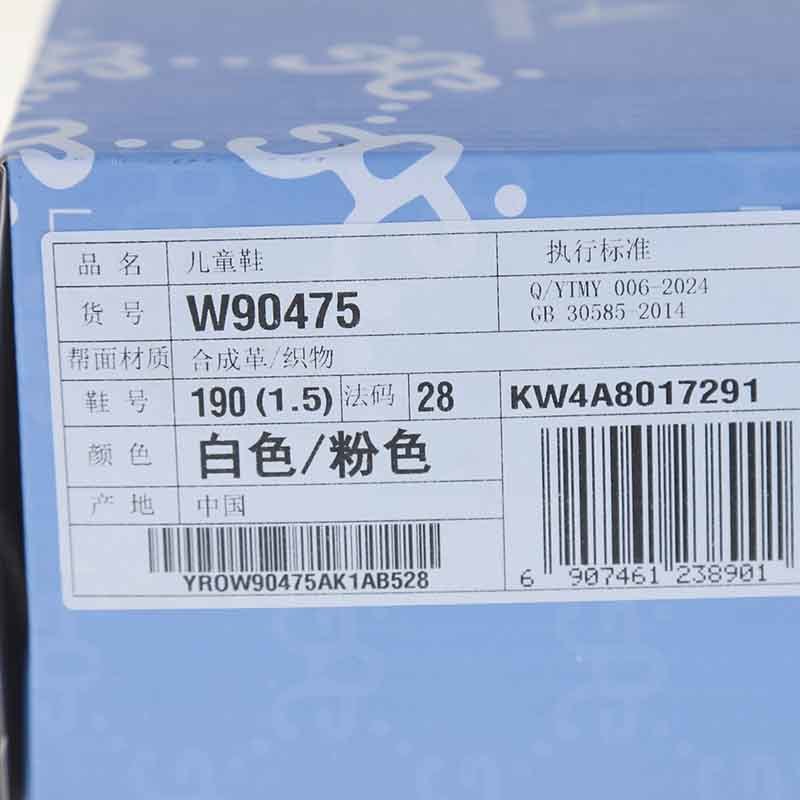 品 名 儿童鞋 执行标准
货 号 W90475 Q/YTMY 006-2024
GB 30585-2014
帮面材质 合成革/织物
鞋 号 190 (1.5) 法码 28 KW4A8017291
颜 色 白色/粉色
产 地 中国
YROW90475AK1AB528
6 907461 238901